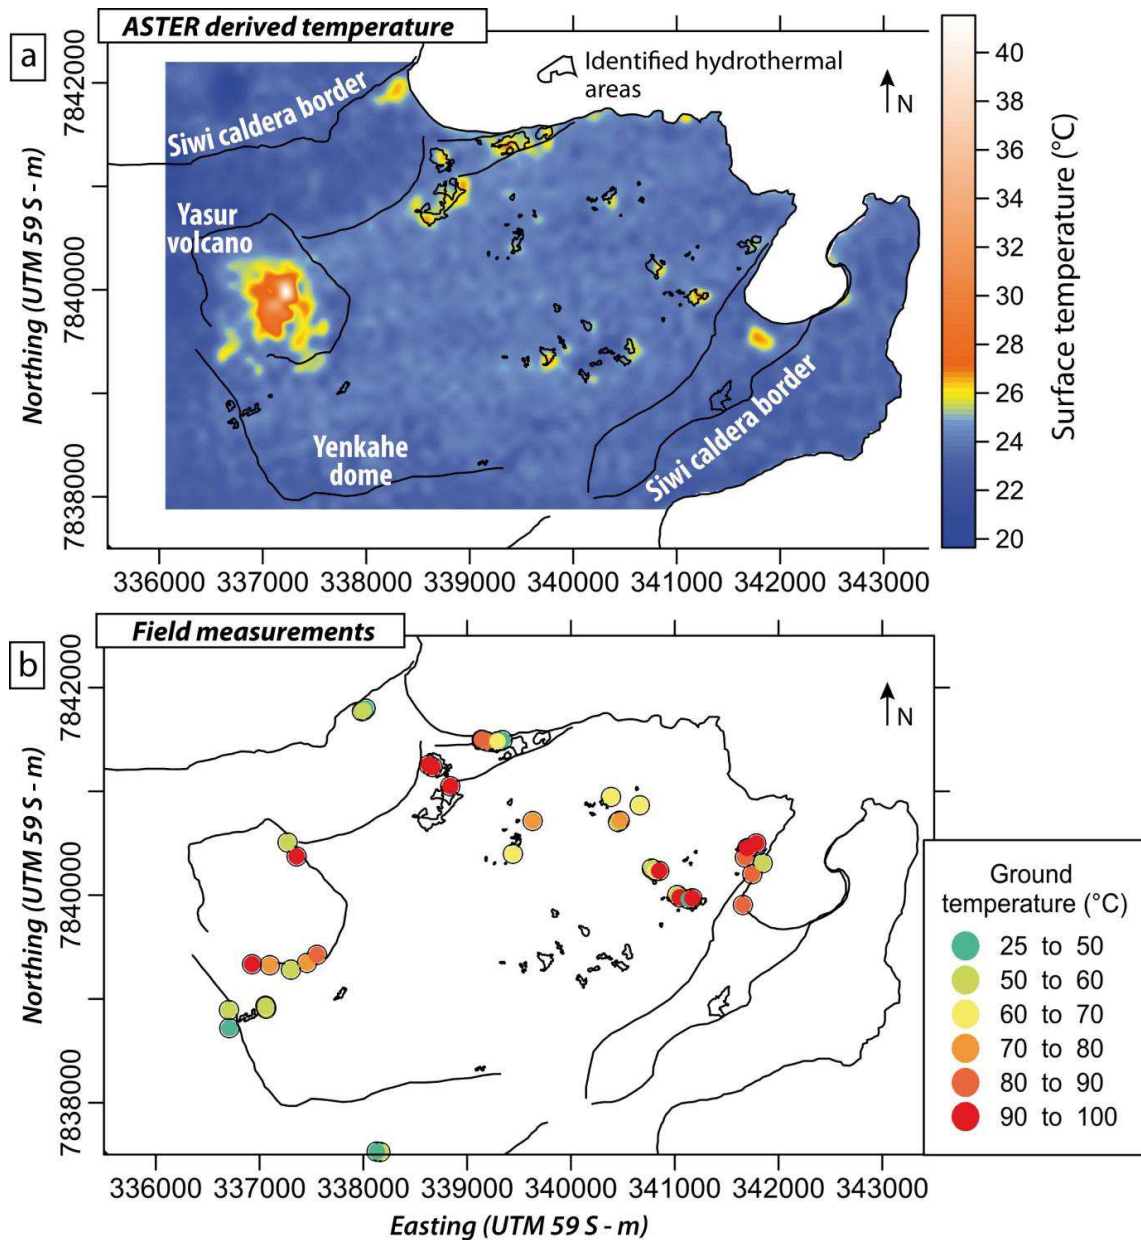 a
ASTER derived temperature
Identified hydrothermal
areas
N
Siwi caldera border
Yasur
volcano
Yenkahe
dome
Siwi caldera border
Northing (UTM 59 S - m)
7842000
7840000
7838000
336000 337000 338000 339000 340000 341000 342000 343000
Surface temperature (°C)
40
38
36
34
32
30
28
26
24
22
20
b
Field measurements
N
Northing (UTM 59 S - m)
7842000
7840000
7838000
336000 337000 338000 339000 340000 341000 342000 343000
Easting (UTM 59 S - m)
Ground
temperature (°C)
25 to 50
50 to 60
60 to 70
70 to 80
80 to 90
90 to 100